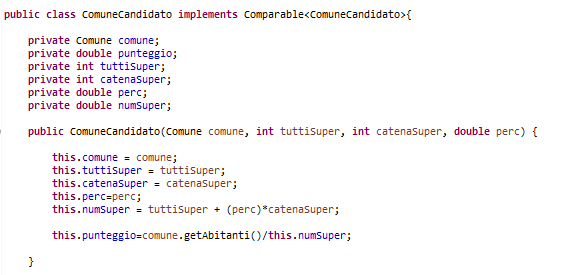 public class ComuneCandidato implements Comparable<ComuneCandidato>{
private Comune comune;
private double punteggio;
private int tuttiSuper;
private int catenaSuper;
private double perc;
private double numSuper;
public ComuneCandidato(Comune comune, int tuttiSuper, int catenaSuper, double perc) {
this.comune = comune;
this.tuttiSuper = tuttiSuper;
this.catenaSuper = catenaSuper;
this.perc=perc;
this.numSuper = tuttiSuper + (perc)*catenaSuper;
this.punteggio=comune.getAbitanti()/this.numSuper;
}